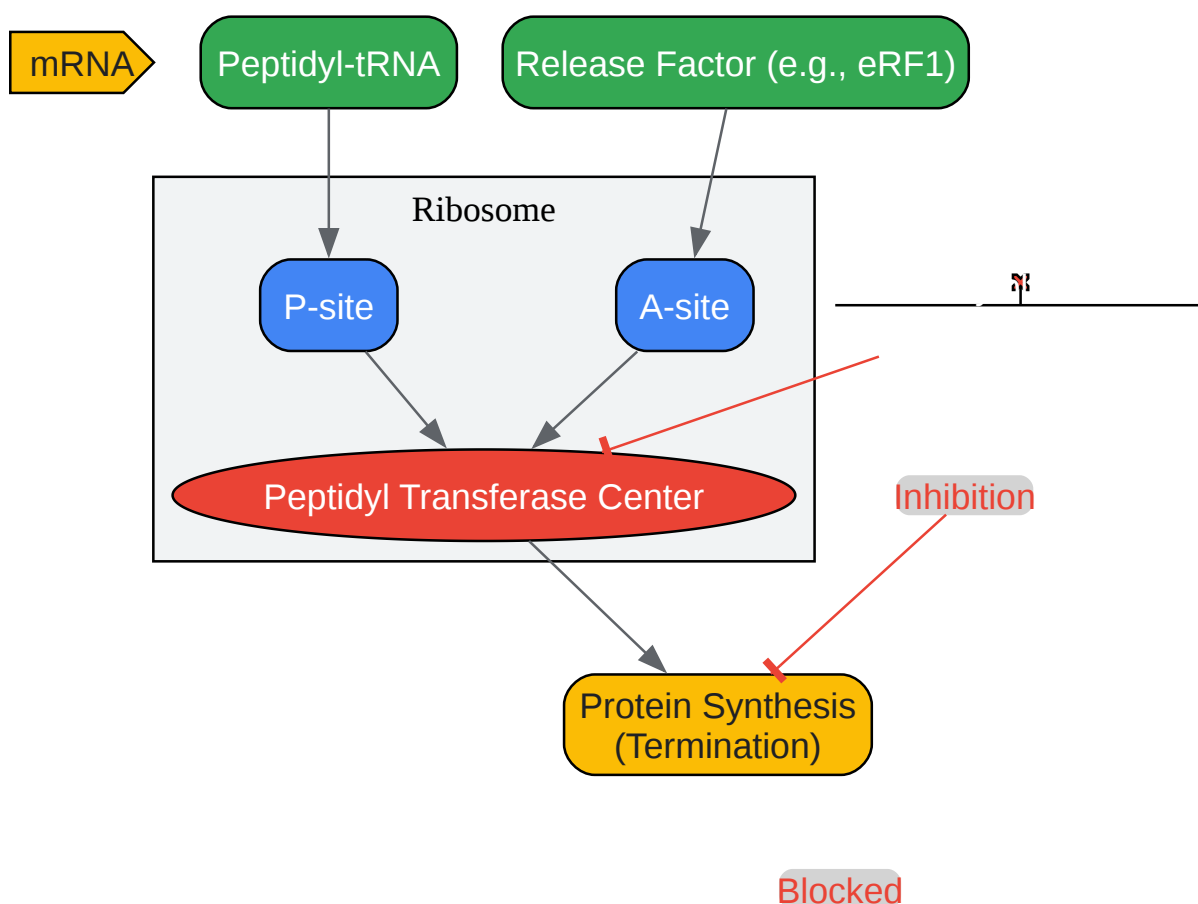 mRNA
Peptidyl-tRNA
Release Factor (e.g., eRF1)
Ribosome
P-site
A-site
Peptidyl Transferase Center
Inhibition
Protein Synthesis
(Termination)
Blocked